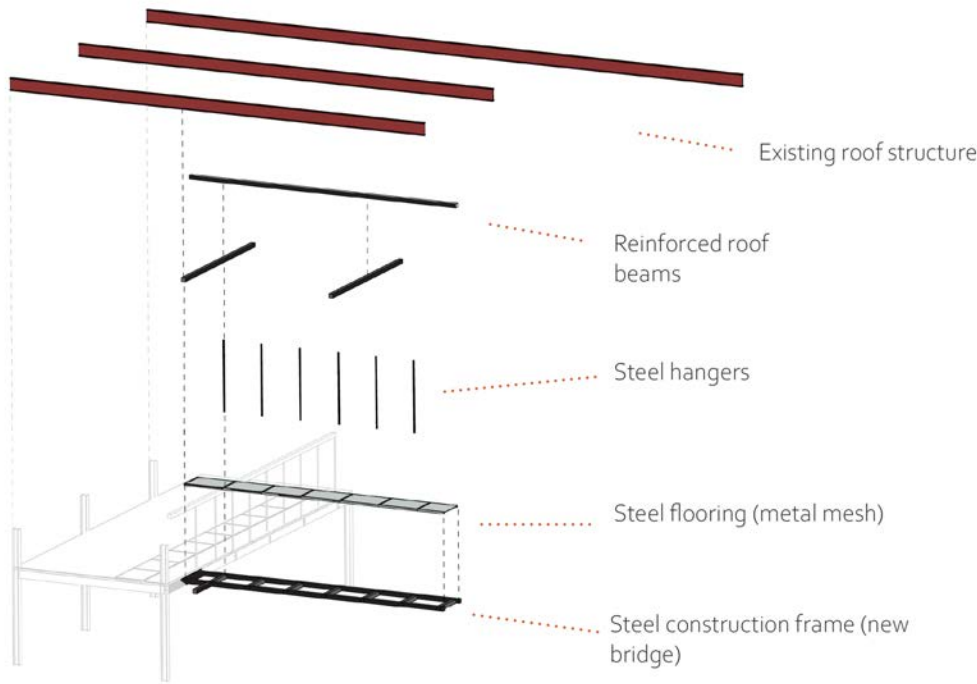 Existing roof structure
Reinforced roof
beams
Steel hangers
Steel flooring (metal mesh)
Steel construction frame (new
bridge)